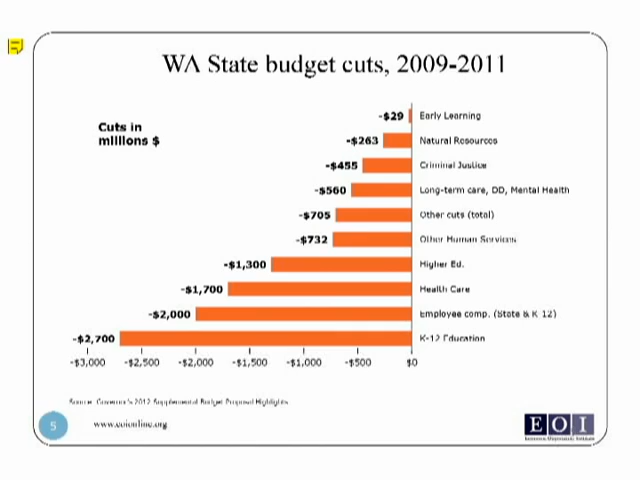 WA State budget cuts, 2009-2011
Cuts in
millions $
-$29 Early Learning
-$263 Natural Resources
-$455 Criminal Justice
-$560 Long-term care, DD, Mental Health
-$705 Other cuts (total)
-$732 Other Human Services
-$1,300 Higher Ed.
-$1,700 Health Care
-$2,000 Employee comp. (State & K-12)
-$2,700 K-12 Education
-$3,000 -$2,500 -$2,000 -$1,500 -$1,000 -$500 $0
Source: Governor's 2012 Supplemental Budget Proposal Highlights
5 www.eoionline.org
EOI
Economic Opportunity Institute